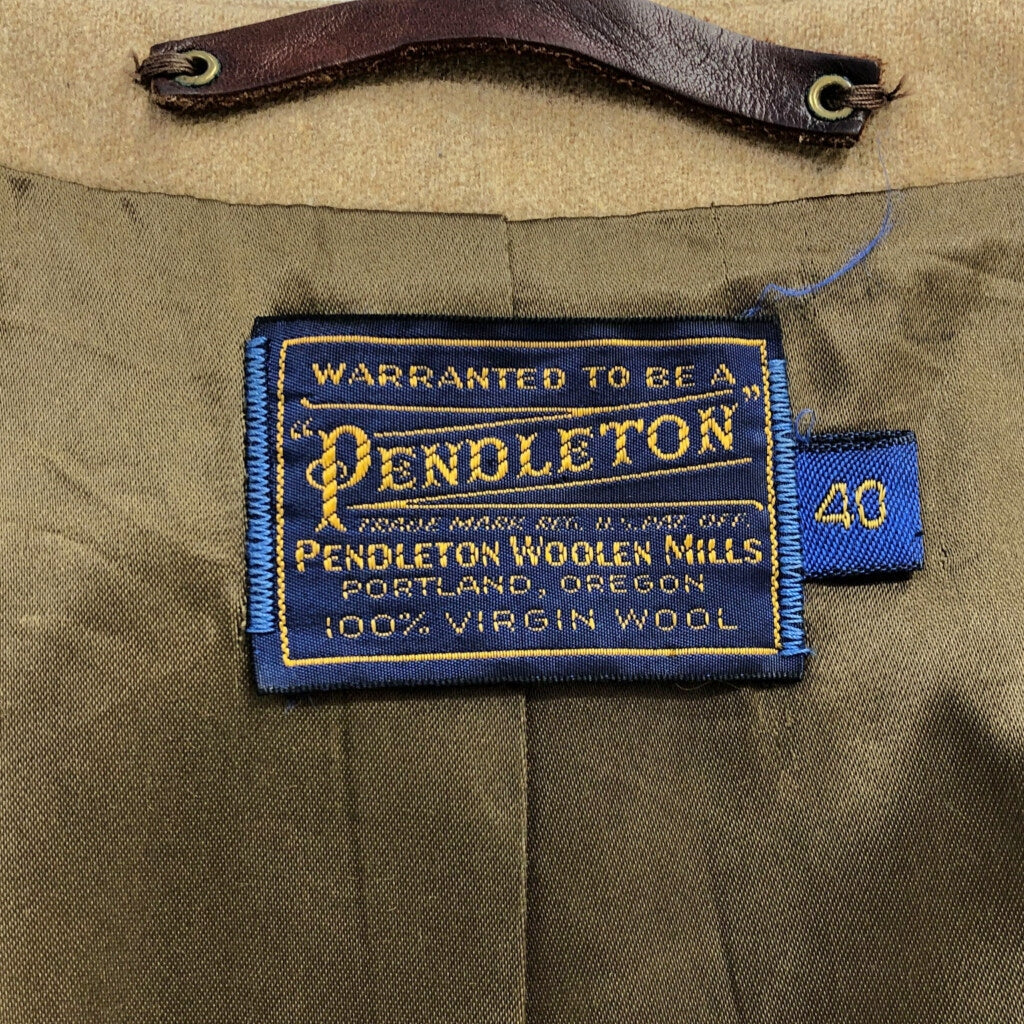 WARRANTED TO BE A
"PENDLETON"
TRADE MARK REG. U.S. PAT. OFF.
PENDLETON WOOLEN MILLS
PORTLAND, OREGON
100% VIRGIN WOOL
40